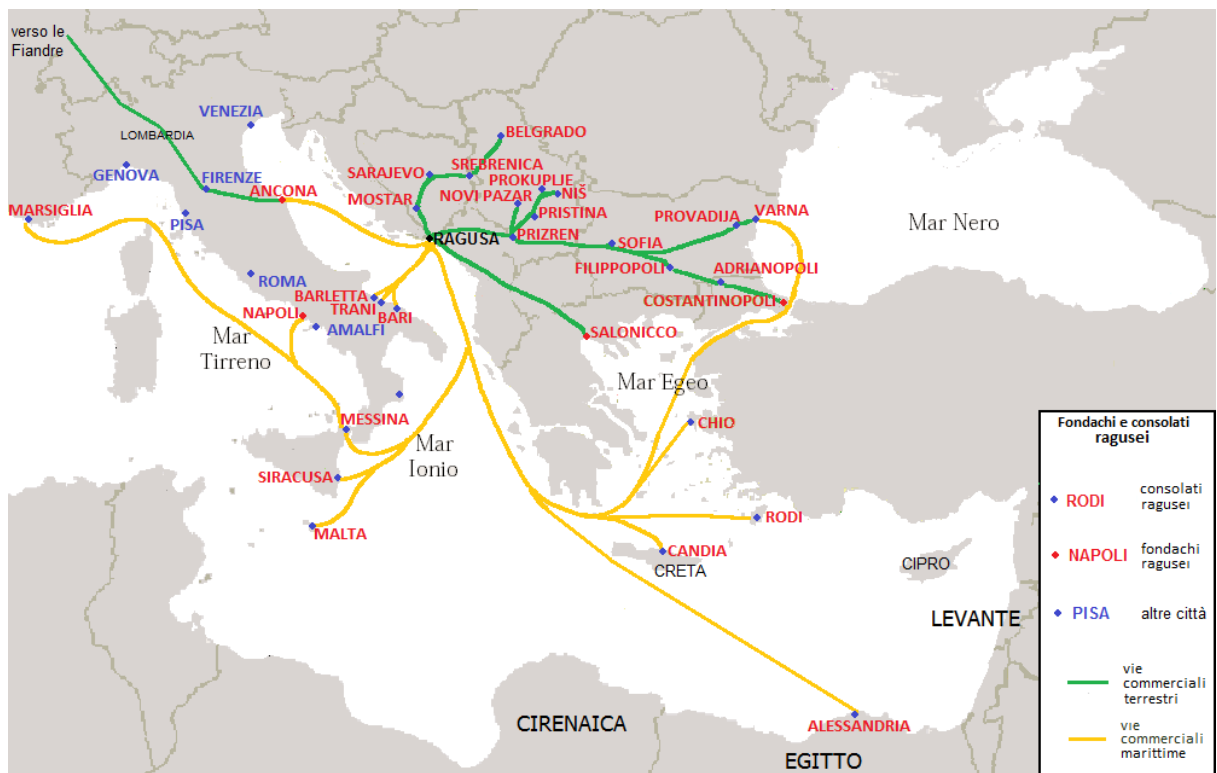 verso le
Fiandre
VENEZIA
LOMBARDIA
BELGRADO
GENOVA
FIRENZE
ANCONA
SARAJEVO
SREBRENICA
PROKUPLJE
NIŠ
MOSTAR
NOVI PAZAR
MARSIGLIA
PISA
PRISTINA
PROVADIJA
VARNA
Mar Nero
RAGUSA
PRIZREN
SOFIA
ROMA
FILIPPOPOLI
ADRIANOPOLI
BARLETTA
TRANI
BARI
COSTANTINOPOLI
NAPOLI
AMALFI
SALONICCO
Mar
Tirreno
Mar Egeo
MESSINA
CHIO
Mar
Ionio
SIRACUSA
MALTA
RODI
CANDIA
CRETA
CIPRO
LEVANTE
ALESSANDRIA
CIRENAICA
EGITTO
Fondachi e consolati
ragusei
RODI
consolati
ragusei
NAPOLI
fondachi
ragusei
PISA
altre città
vie
commerciali
terrestri
vie
commerciali
marittime